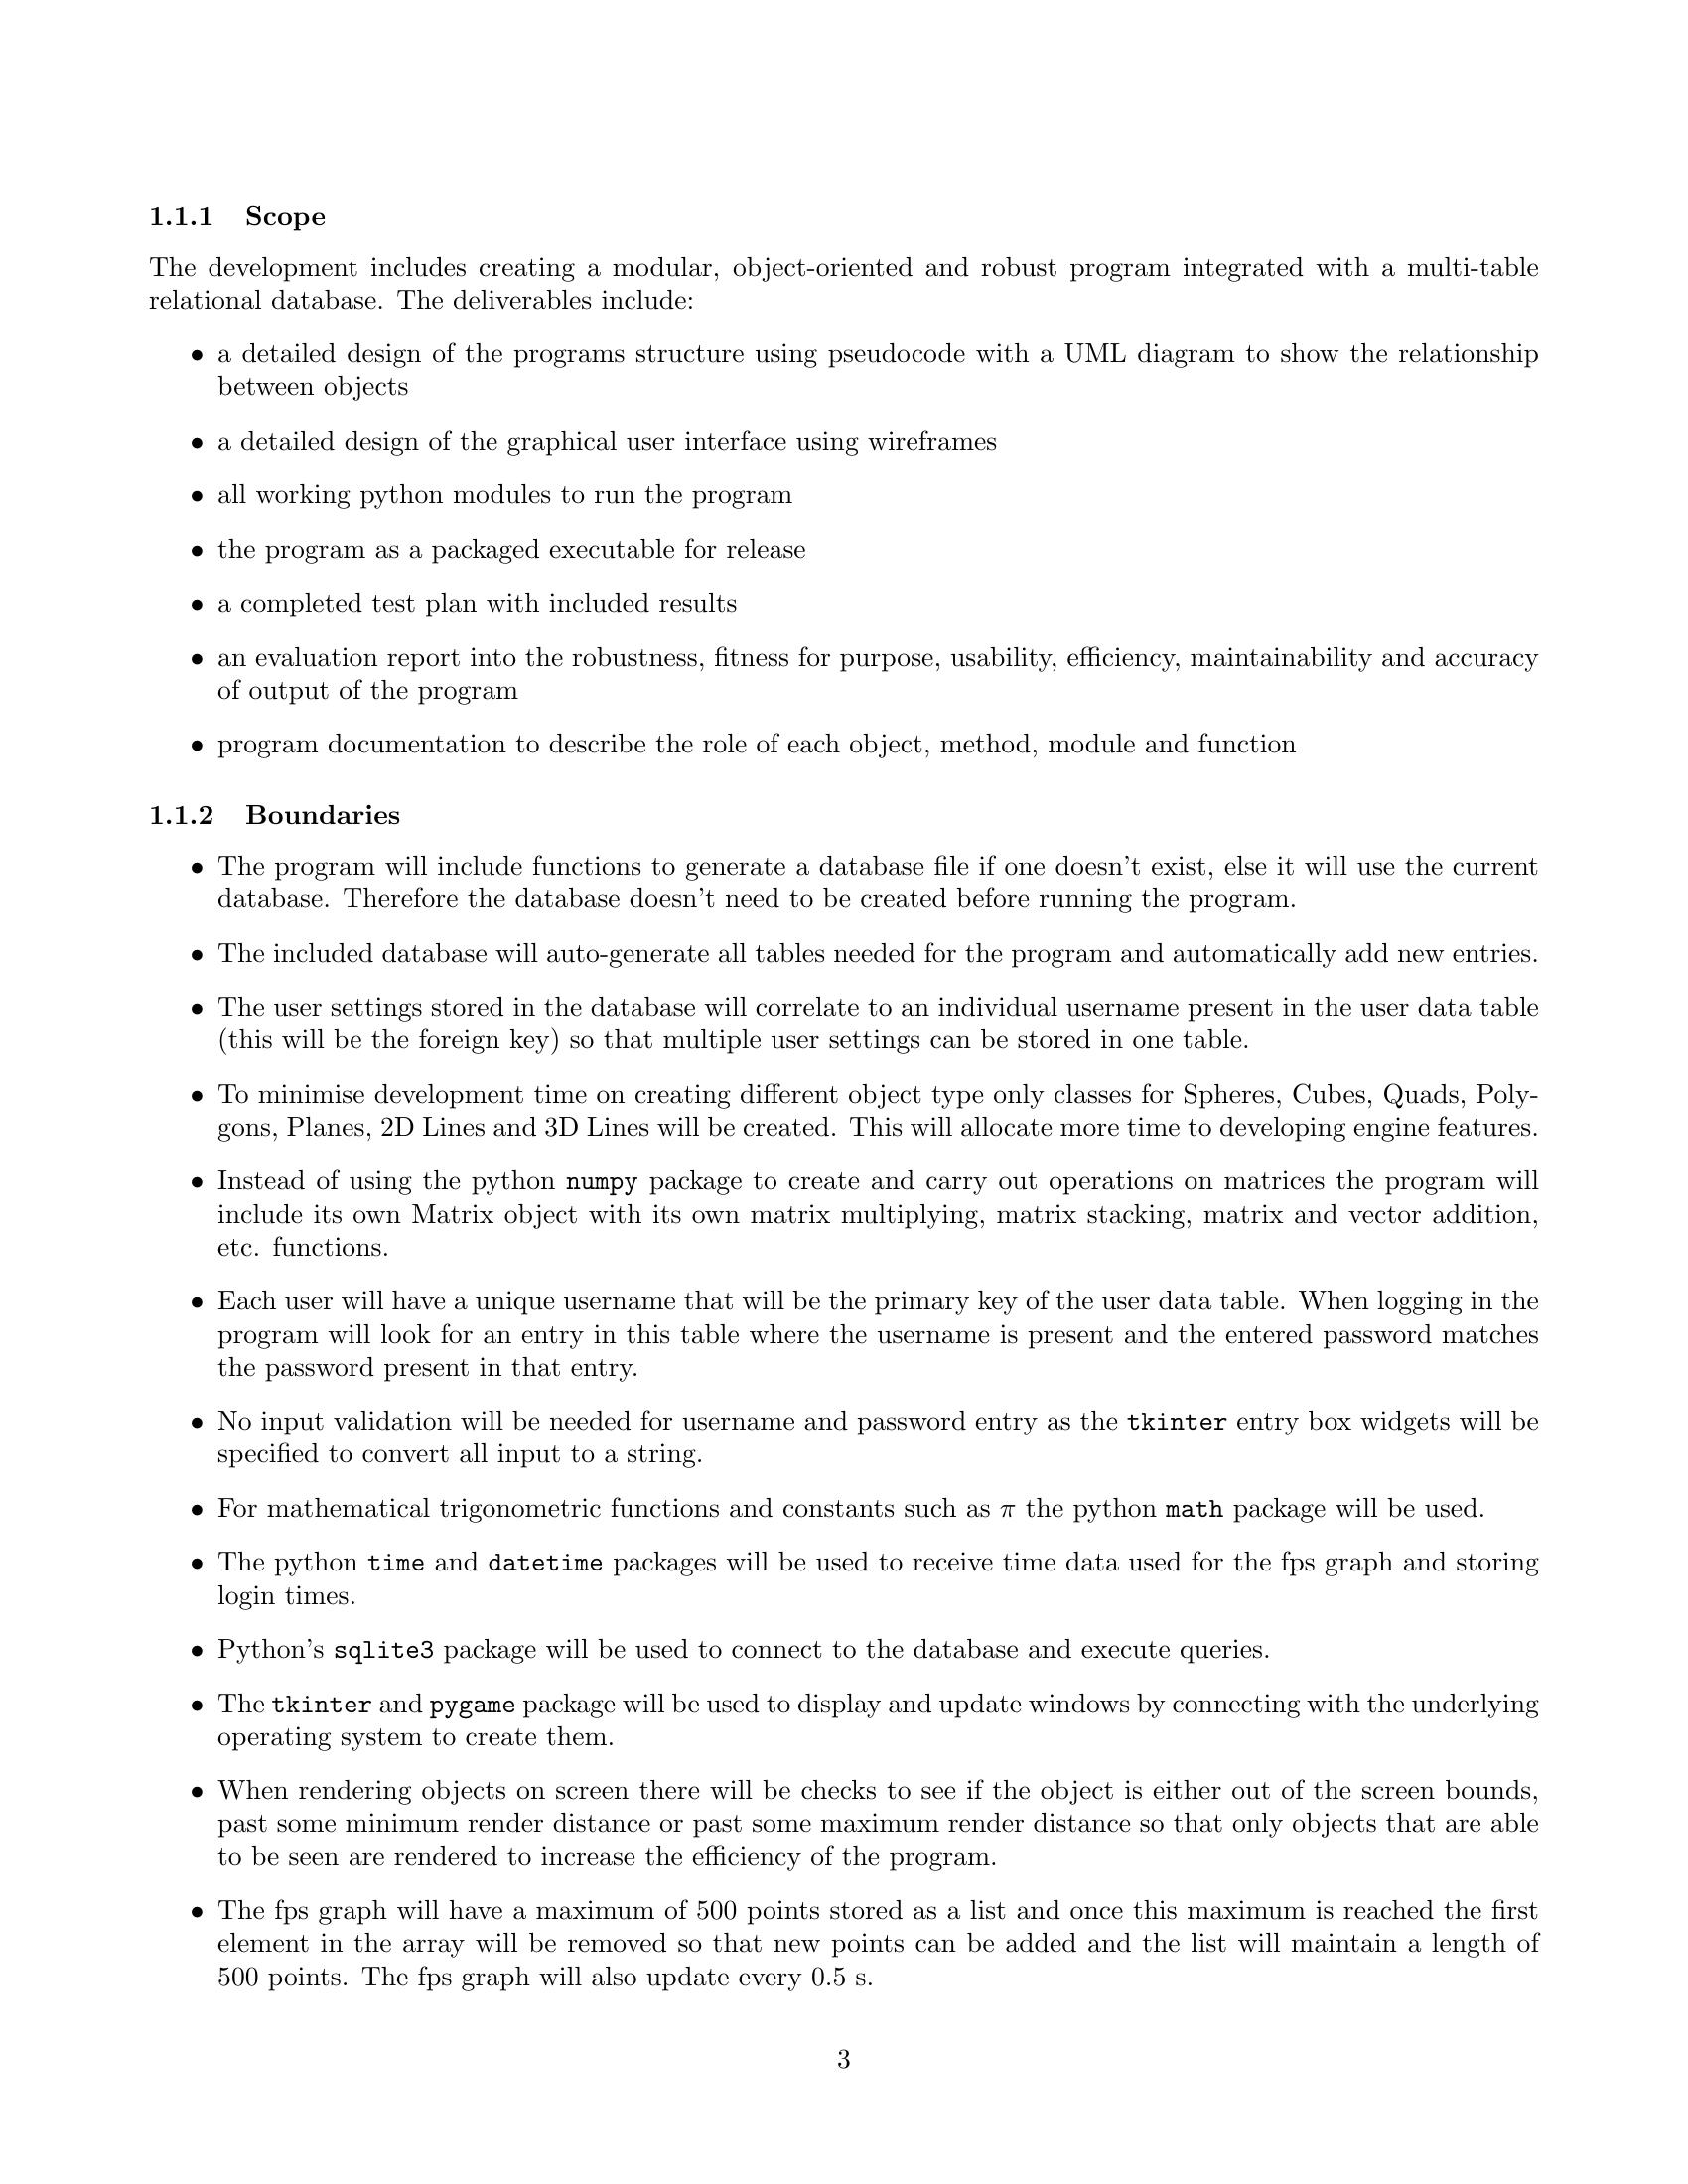 1.1.1 Scope
The development includes creating a modular, object-oriented and robust program integrated with a multi-table
relational database. The deliverables include:
• a detailed design of the programs structure using pseudocode with a UML diagram to show the relationship
between objects
• a detailed design of the graphical user interface using wireframes
• all working python modules to run the program
• the program as a packaged executable for release
• a completed test plan with included results
• an evaluation report into the robustness, fitness for purpose, usability, efficiency, maintainability and accuracy
of output of the program
• program documentation to describe the role of each object, method, module and function
1.1.2 Boundaries
• The program will include functions to generate a database file if one doesn't exist, else it will use the current
database. Therefore the database doesn't need to be created before running the program.
• The included database will auto-generate all tables needed for the program and automatically add new entries.
• The user settings stored in the database will correlate to an individual username present in the user data table
(this will be the foreign key) so that multiple user settings can be stored in one table.
• To minimise development time on creating different object type only classes for Spheres, Cubes, Quads, Poly-
gons, Planes, 2D Lines and 3D Lines will be created. This will allocate more time to developing engine features.
• Instead of using the python numpy package to create and carry out operations on matrices the program will
include its own Matrix object with its own matrix multiplying, matrix stacking, matrix and vector addition,
etc. functions.
• Each user will have a unique username that will be the primary key of the user data table. When logging in the
program will look for an entry in this table where the username is present and the entered password matches
the password present in that entry.
• No input validation will be needed for username and password entry as the tkinter entry box widgets will be
specified to convert all input to a string.
• For mathematical trigonometric functions and constants such as π the python math package will be used.
• The python time and datetime packages will be used to receive time data used for the fps graph and storing
login times.
• Python's sqlite3 package will be used to connect to the database and execute queries.
• The tkinter and pygame package will be used to display and update windows by connecting with the underlying
operating system to create them.
• When rendering objects on screen there will be checks to see if the object is either out of the screen bounds,
past some minimum render distance or past some maximum render distance so that only objects that are able
to be seen are rendered to increase the efficiency of the program.
• The fps graph will have a maximum of 500 points stored as a list and once this maximum is reached the first
element in the array will be removed so that new points can be added and the list will maintain a length of
500 points. The fps graph will also update every 0.5 s.
3